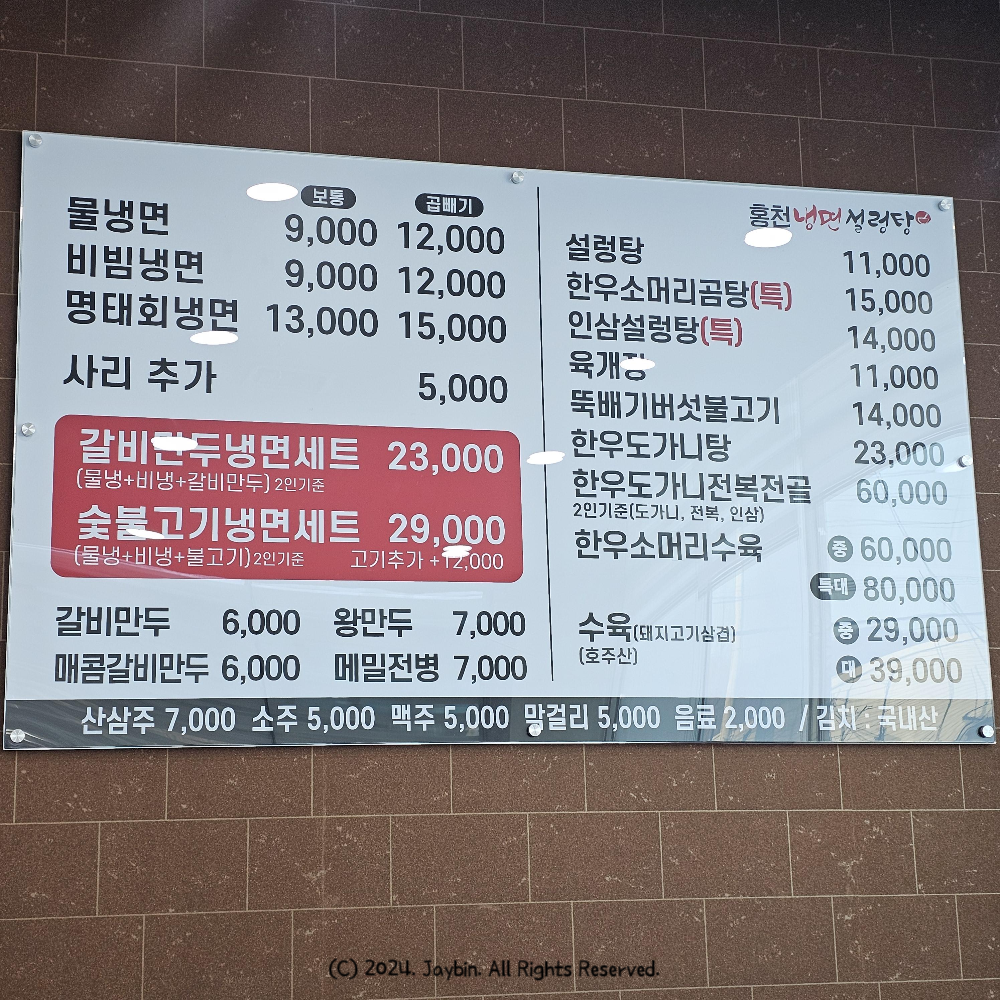 보통 곱빼기
물냉면 9,000 12,000
비빔냉면 9,000 12,000
명태회냉면 13,000 15,000
사리 추가 5,000
갈비만두냉면세트 23,000
(물냉+비냉+갈비만두) 2인기준
숯불고기냉면세트 29,000
(물냉+비냉+불고기) 2인기준 고기추가 +12,000
갈비만두 6,000 왕만두 7,000
매콤갈비만두 6,000 메밀전병 7,000
홍천냉면설렁탕
설렁탕 11,000
한우소머리곰탕(특) 15,000
인삼설렁탕(특) 14,000
육개장 11,000
뚝배기버섯불고기 14,000
한우도가니탕 23,000
한우도가니전복전골 60,000
2인기준(도가니, 전복, 인삼)
한우소머리수육 중 60,000
특대 80,000
수육(돼지고기삼겹) 중 29,000
(호주산) 대 39,000
산삼주 7,000 소주 5,000 맥주 5,000 막걸리 5,000 음료 2,000 / 김치 : 국내산
(C) 2024. Jaybin. All Rights Reserved.